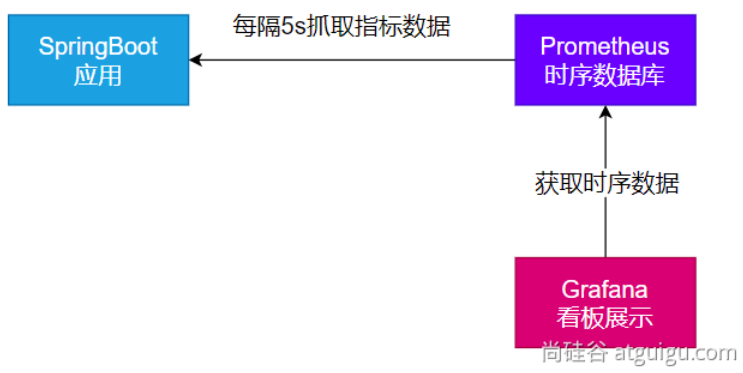 每隔5s抓取指标数据
SpringBoot
应用
Prometheus
时序数据库
获取时序数据
Grafana
看板展示
尚硅谷 atguigu.com